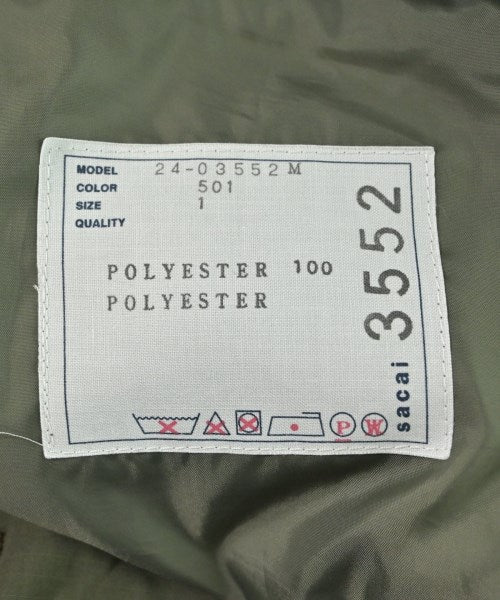 MODEL 24-03552M
COLOR 501
SIZE 1
QUALITY
POLYESTER 100
POLYESTER
P W
sacai 3552